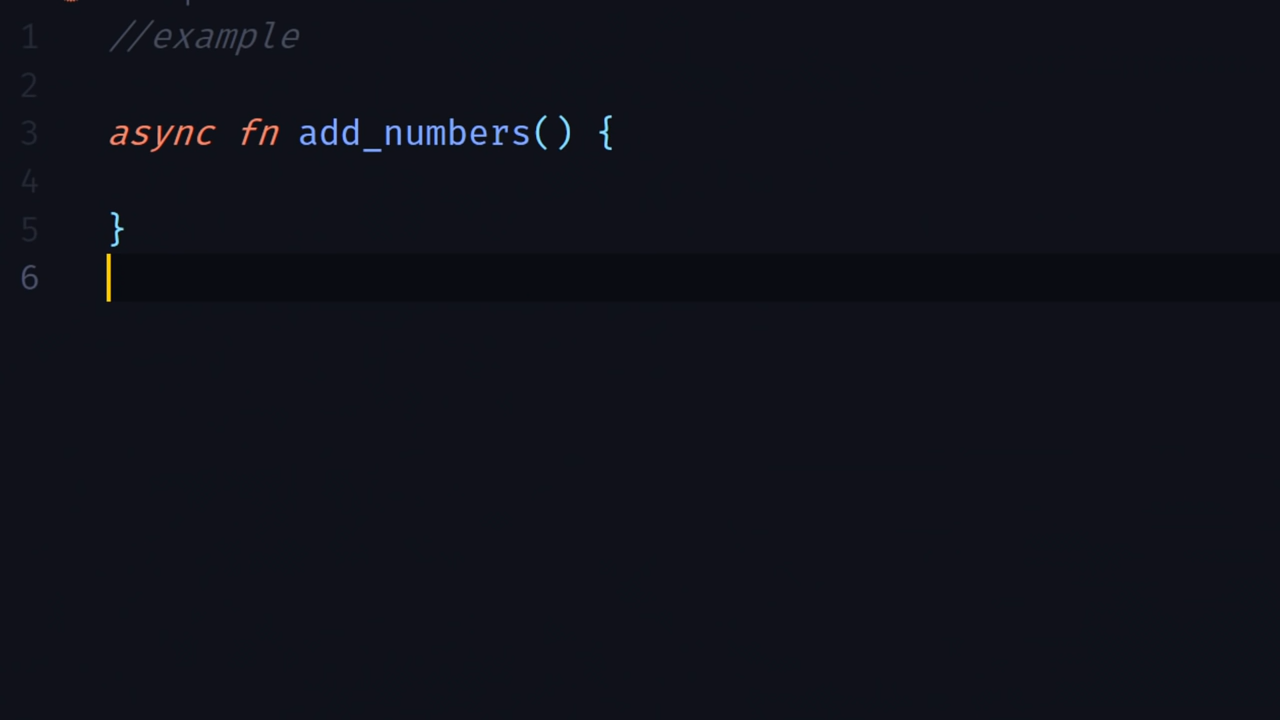 1 //example
2
3 async fn add_numbers() {
4
5 }
6